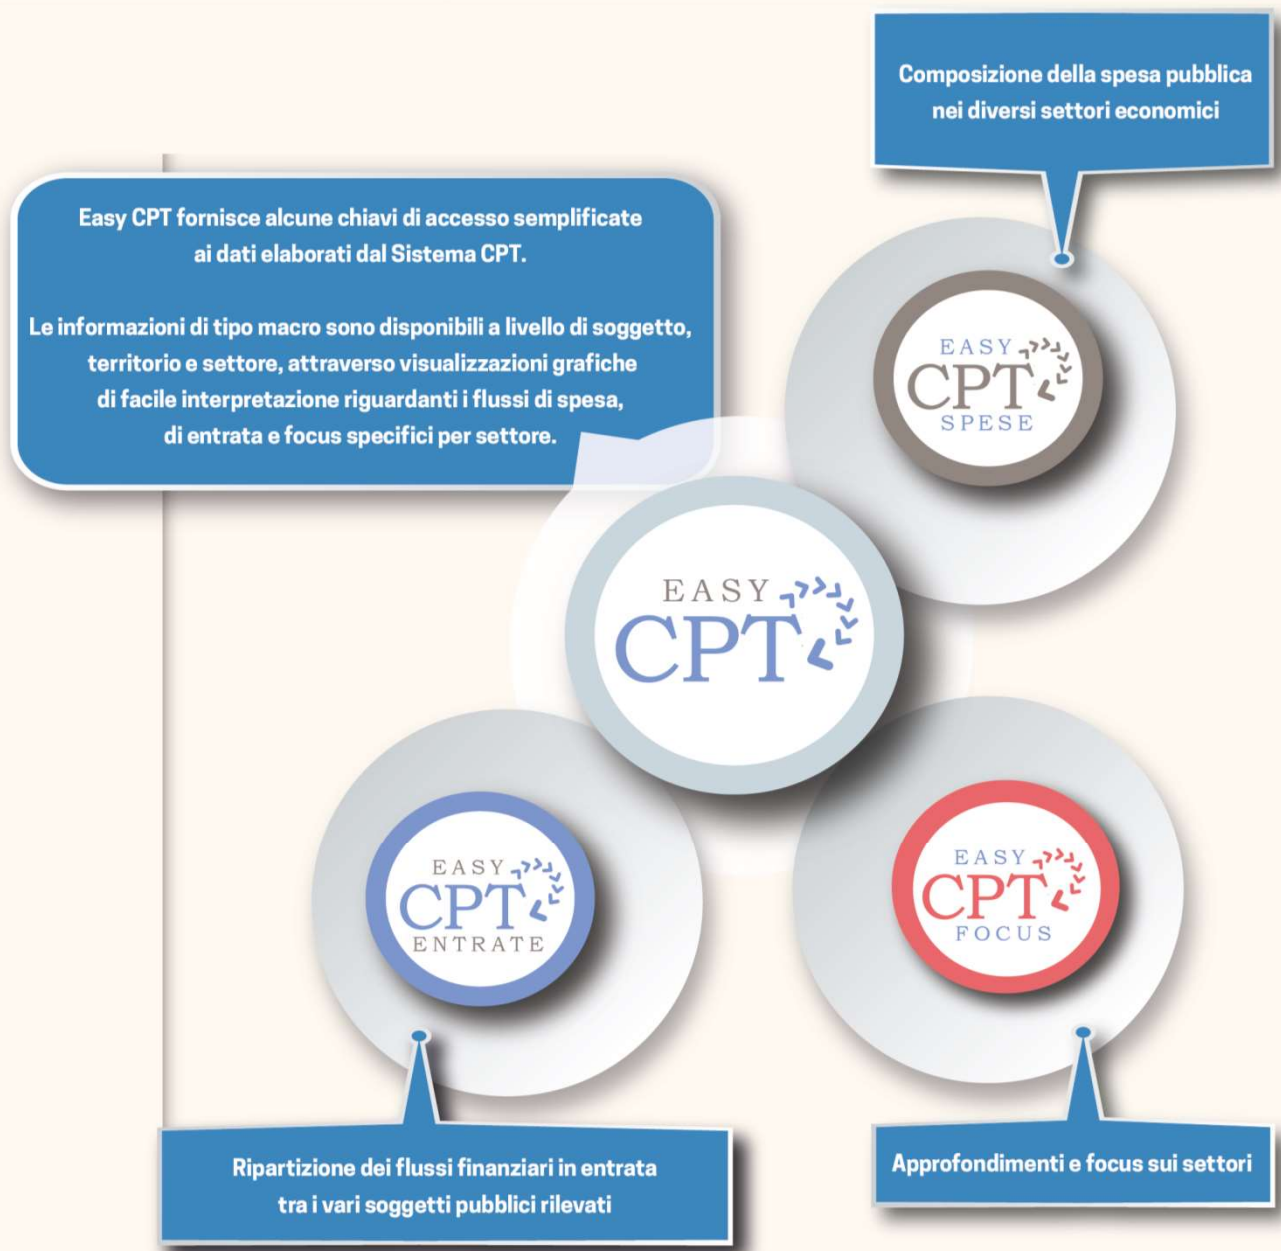 Composizione della spesa pubblica
nei diversi settori economici
Easy CPT fornisce alcune chiavi di accesso semplificate
ai dati elaborati dal Sistema CPT.
Le informazioni di tipo macro sono disponibili a livello di soggetto,
territorio e settore, attraverso visualizzazioni grafiche
di facile interpretazione riguardanti i flussi di spesa,
di entrata e focus specifici per settore.
EASY
CPT
SPESE
EASY
CPT
EASY
CPT
ENTRATE
EASY
CPT
FOCUS
Ripartizione dei flussi finanziari in entrata
tra i vari soggetti pubblici rilevati
Approfondimenti e focus sui settori